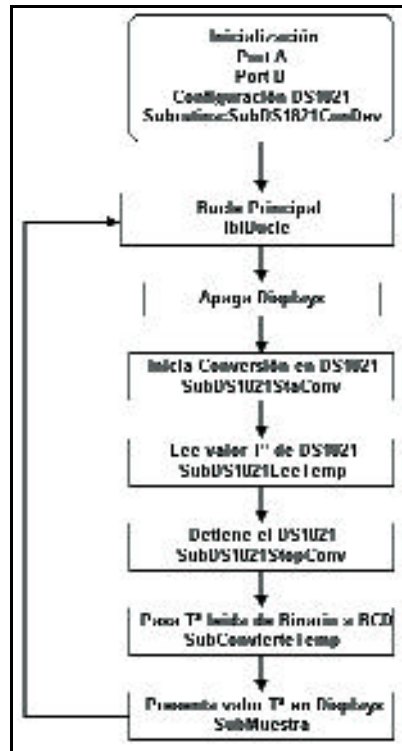 Inicialización
Port A
Port B
Configuración DS1821
Subrutina:SubDS1821ConDev
Bucle Principal
lblBucle
Apaga Displays
Inicia Conversión en DS1821
SubDS1821StaConv
Lee valor Tª de DS1821
SubDS1821LeeTemp
Detiene el DS1821
SubDS1821StopConv
Pasa Tª leida de Binario a BCD
SubConvierteTemp
Presenta valor Tª en Displays
SubMuestra